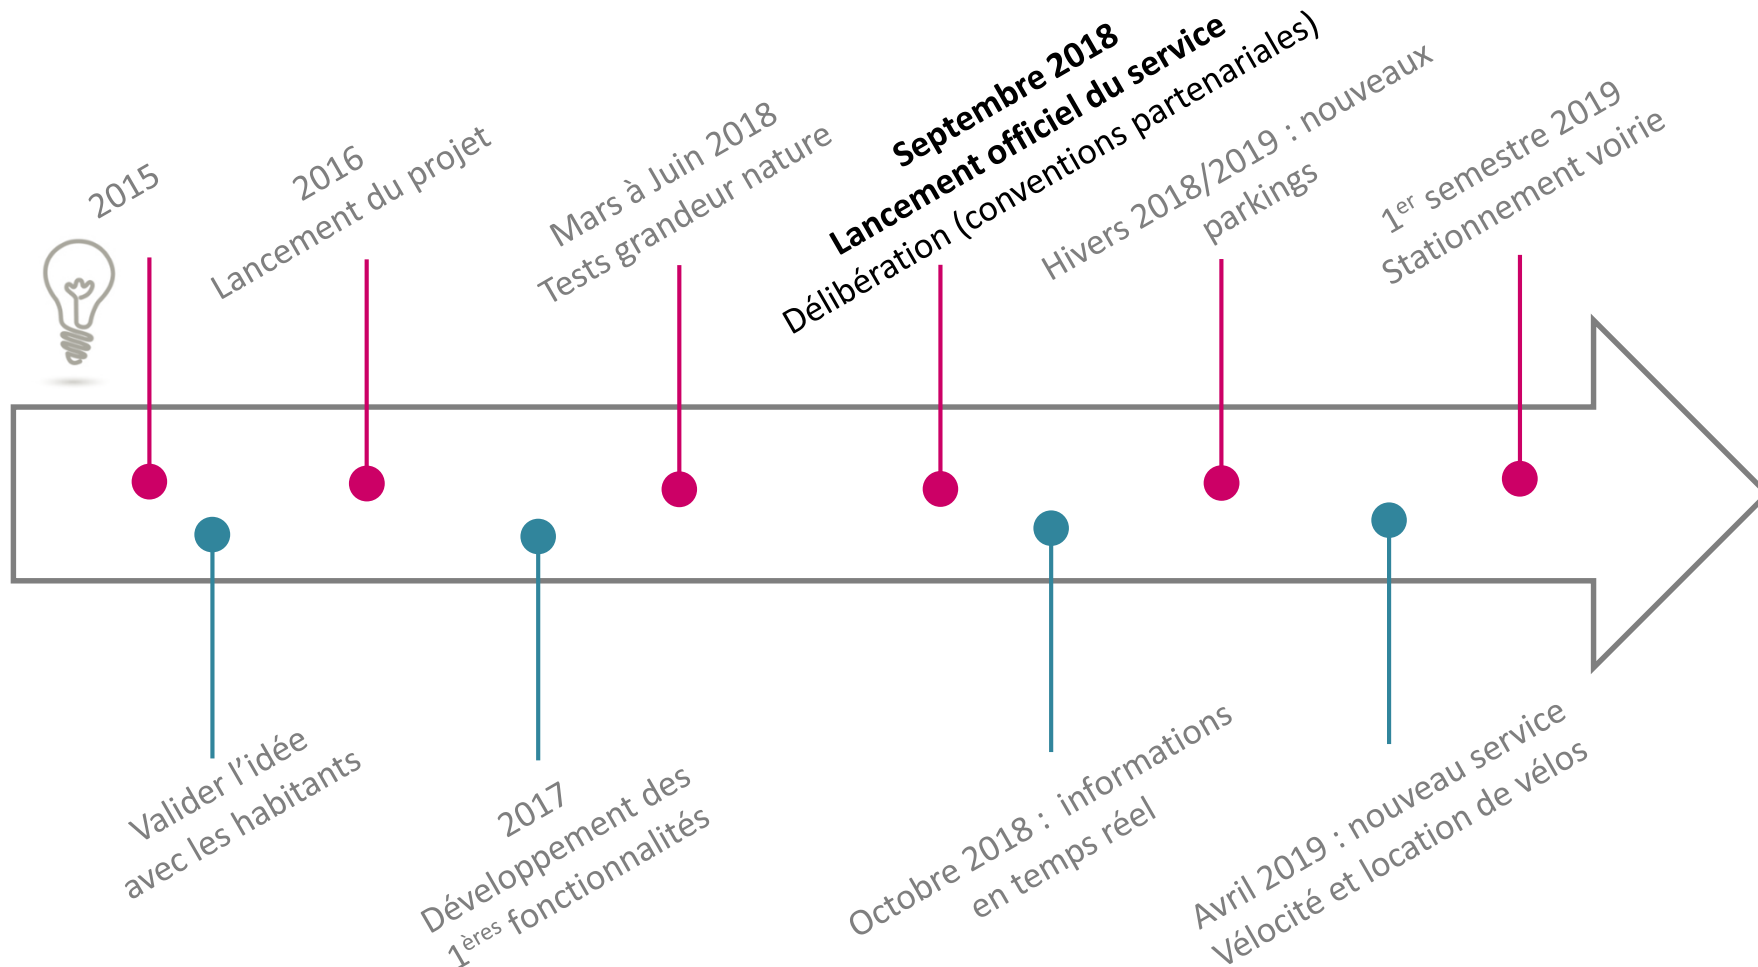 2015
2016
Lancement du projet
Mars à Juin 2018
Tests grandeur nature
Septembre 2018
Lancement officiel du service
Délibération (conventions partenariales)
Hivers 2018/2019 : nouveaux
parkings
1er semestre 2019
Stationnement voirie
Valider l’idée
avec les habitants
2017
Développement des
1ères fonctionnalités
Octobre 2018 : informations
en temps réel
Avril 2019 : nouveau service
Vélocité et location de vélos